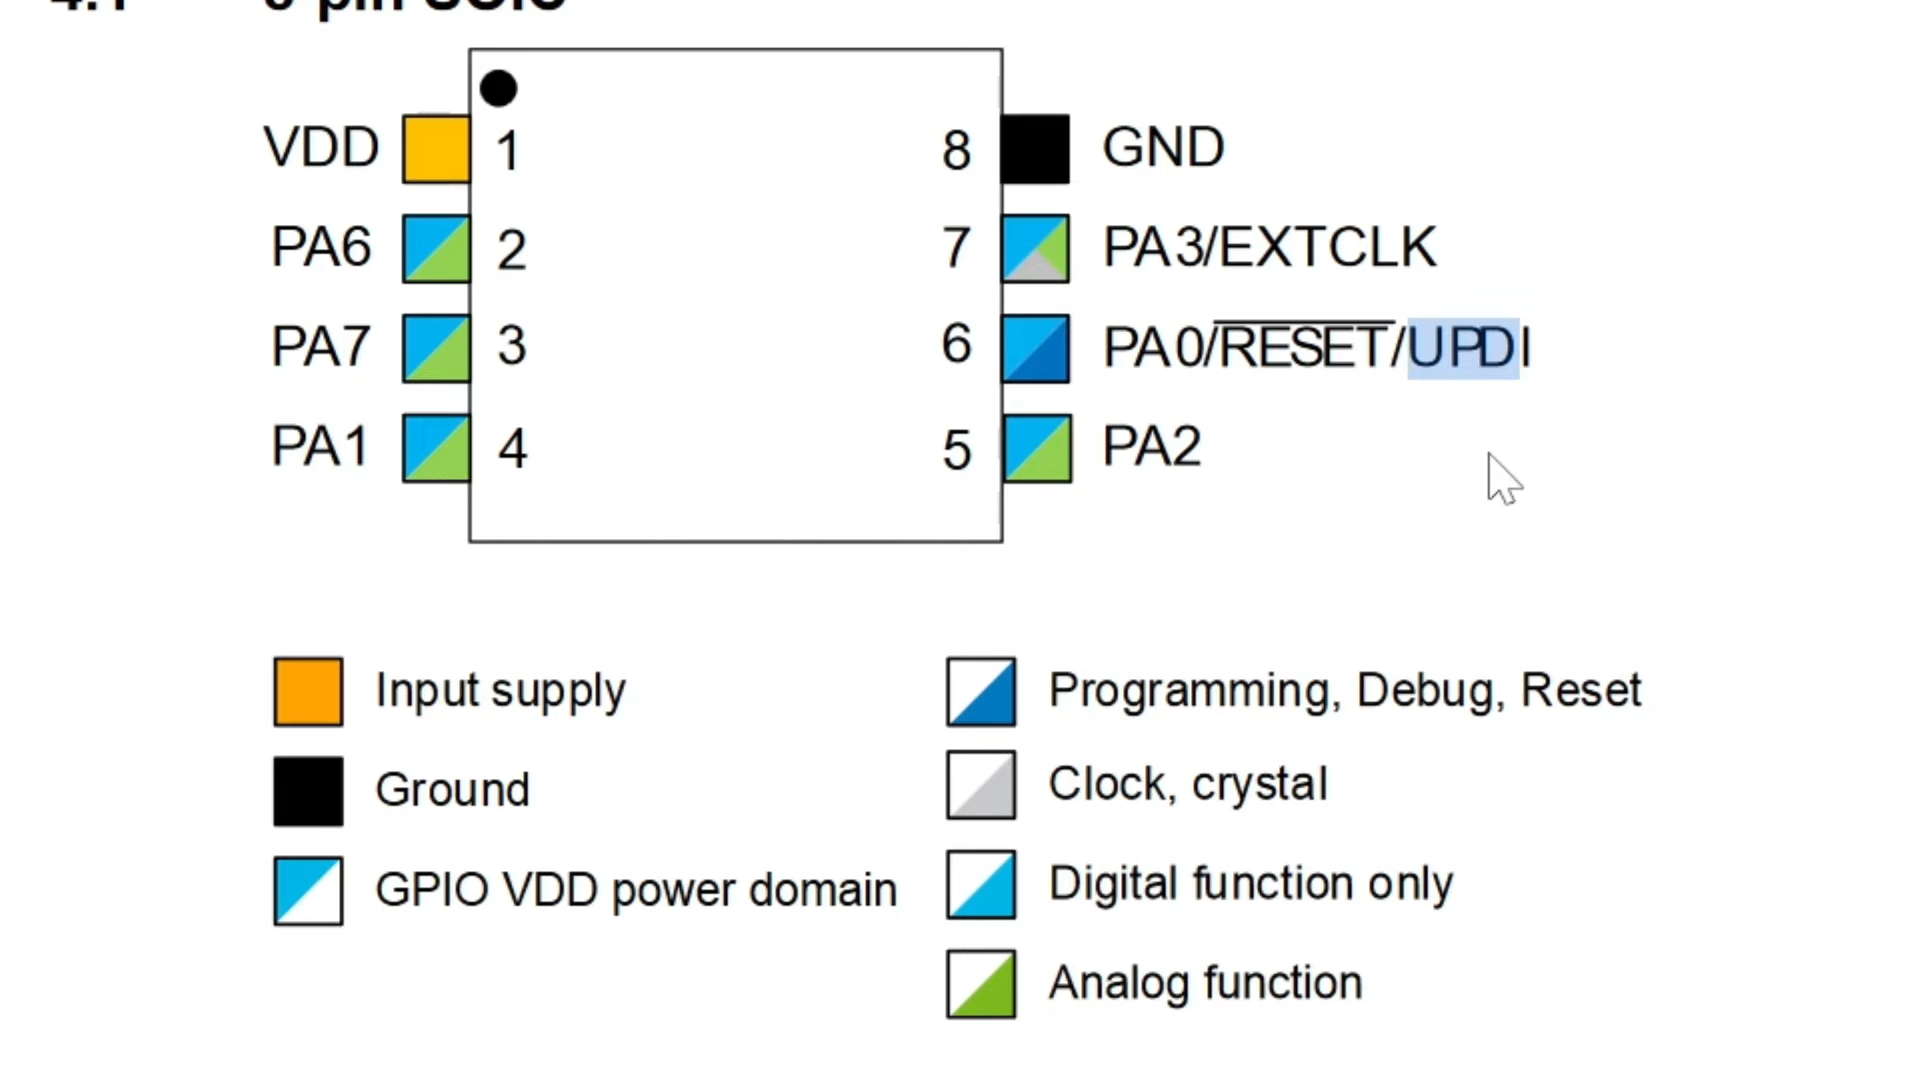 VDD 1 8 GND
PA6 2 7 PA3/EXTCLK
PA7 3 6 PA0/RESET/UPDI
PA1 4 5 PA2
Input supply
Ground
GPIO VDD power domain
Programming, Debug, Reset
Clock, crystal
Digital function only
Analog function